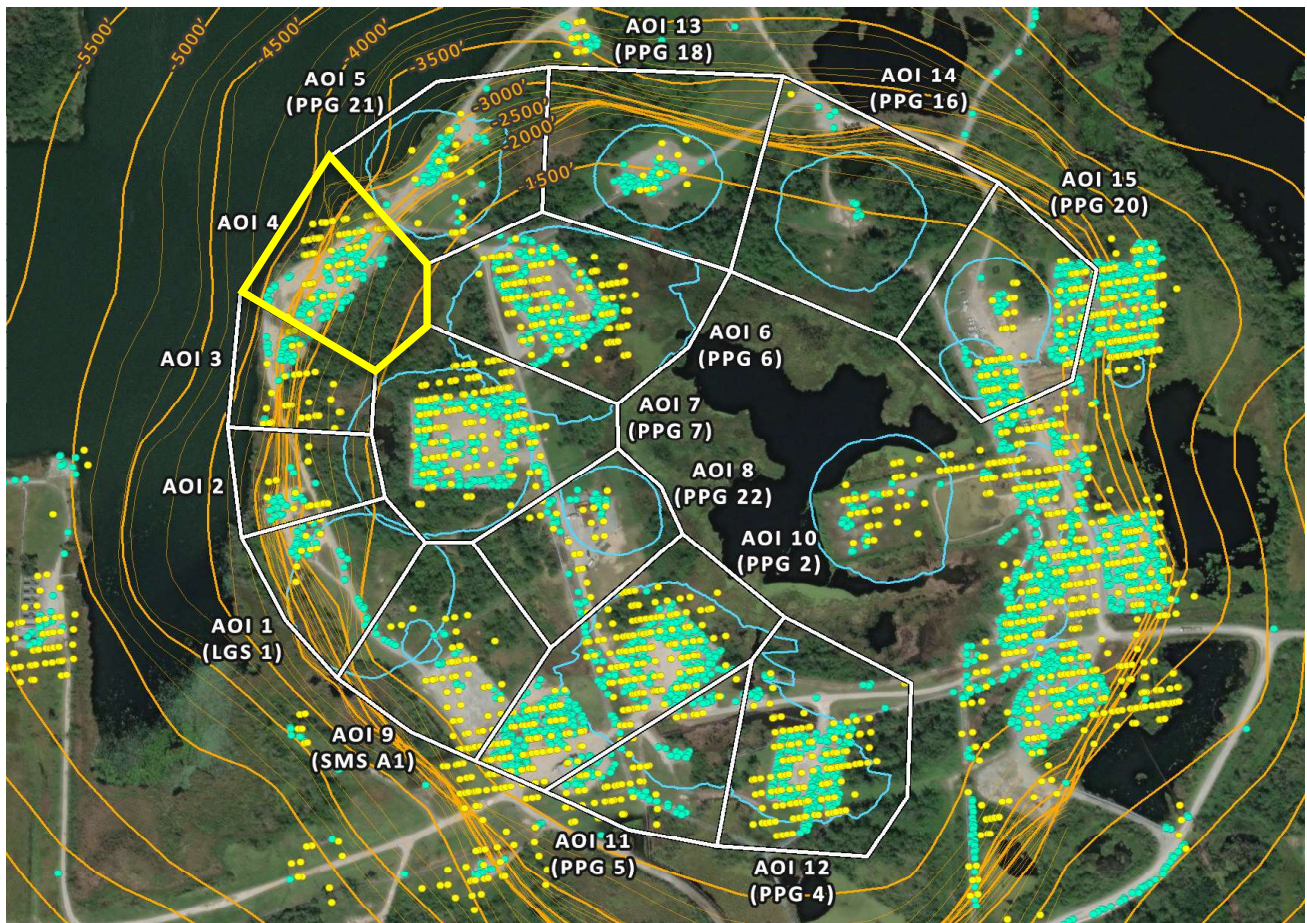 -5500'
-5000'
-4500'
-4000'
-3500'
-3000'
-2500'
-2000'
-1500'
AOI 13
(PPG 18)
AOI 5
(PPG 21)
AOI 14
(PPG 16)
AOI 15
(PPG 20)
AOI 4
AOI 6
(PPG 6)
AOI 3
AOI 7
(PPG 7)
AOI 8
(PPG 22)
AOI 2
AOI 10
(PPG 2)
AOI 1
(LGS 1)
AOI 9
(SMS A1)
AOI 11
(PPG 5)
AOI 12
(PPG 4)